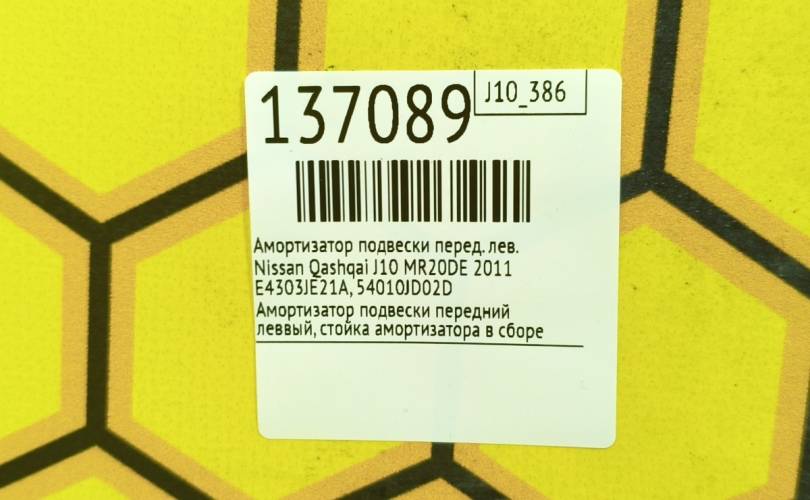 137089
J10_386
Амортизатор подвески перед. лев.
Nissan Qashqai J10 MR20DE 2011
E4303JE21A, 54010JD02D
Амортизатор подвески передний
леввый, стойка амортизатора в сборе